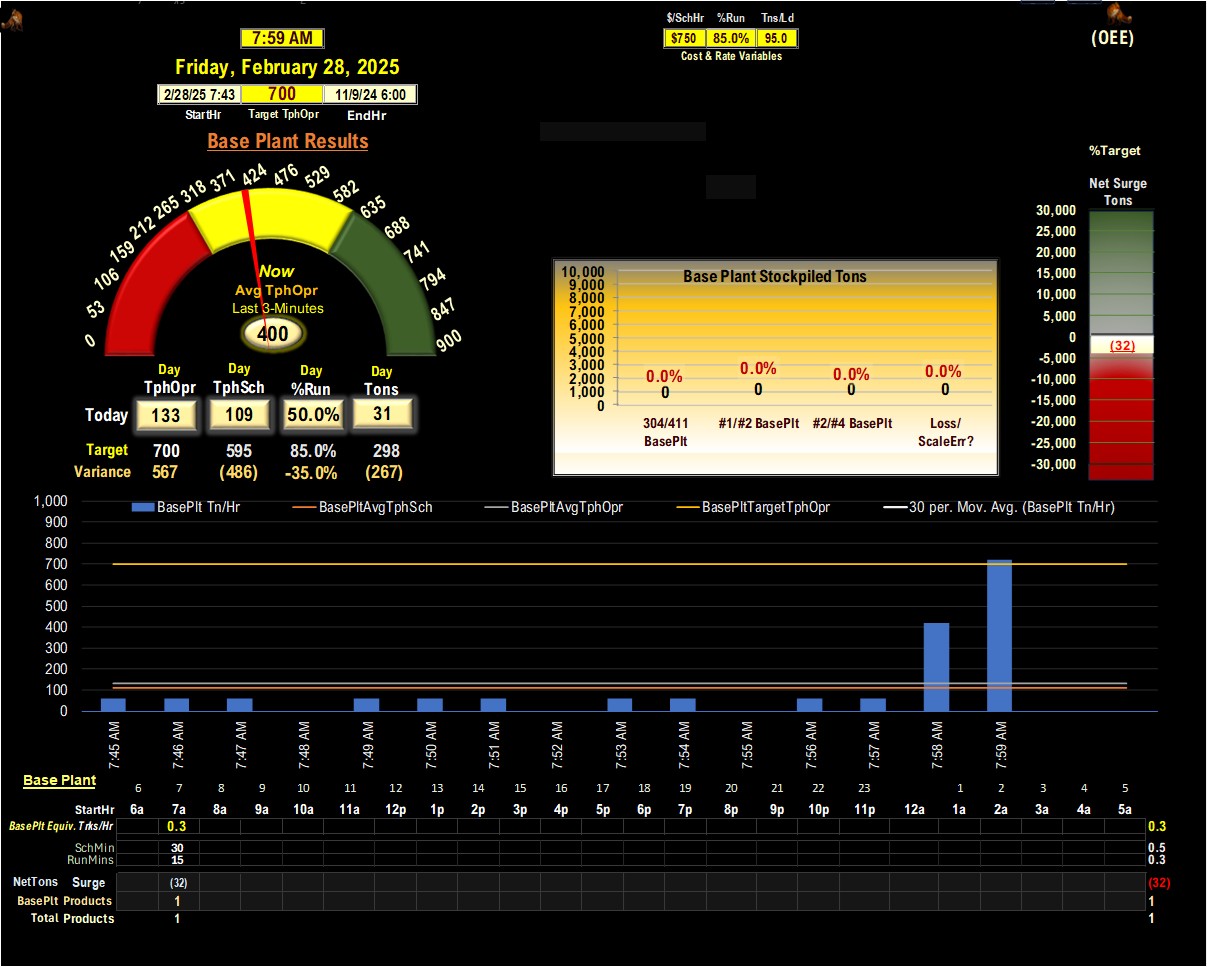 $/SchHr %Run Tns/Ld
7:59 AM
$750 85.0% 95.0
(OEE)
Cost & Rate Variables
Friday, February 28, 2025
2/28/25 7:43 700 11/9/24 6:00
StartHr Target TphOpr EndHr
Base Plant Results
%Target
Net Surge
Tons
0 53 106 159 212 265 318 371 424 476 529 582 635 688 741 794 847 900
Now
Avg TphOpr
Last 3-Minutes
400
Day Day Day Day
TphOpr TphSch %Run Tons
Today 133 109 50.0% 31
Target 700 595 85.0% 298
Variance 567 (486) -35.0% (267)
Base Plant Stockpiled Tons
10,000
9,000
8,000
7,000
6,000
5,000
4,000
3,000
2,000
1,000
0
0.0% 0.0% 0.0% 0.0%
0 0 0 0
304/411 #1/#2 BasePlt #2/#4 BasePlt Loss/
BasePlt ScaleErr?
30,000
25,000
20,000
15,000
10,000
5,000
0
(32)
-5,000
-10,000
-15,000
-20,000
-25,000
-30,000
BasePlt Tn/Hr BasePltAvgTphSch BasePltAvgTphOpr BasePltTargetTphOpr 30 per. Mov. Avg. (BasePlt Tn/Hr)
1,000
900
800
700
600
500
400
300
200
100
0
7:45 AM 7:46 AM 7:47 AM 7:48 AM 7:49 AM 7:50 AM 7:51 AM 7:52 AM 7:53 AM 7:54 AM 7:55 AM 7:56 AM 7:57 AM 7:58 AM 7:59 AM
Base Plant
6 7 8 9 10 11 12 13 14 15 16 17 18 19 20 21 22 23 1 2 3 4 5
StartHr 6a 7a 8a 9a 10a 11a 12p 1p 2p 3p 4p 5p 6p 7p 8p 9p 10p 11p 12a 1a 2a 3a 4a 5a
BasePlt Equiv. Trks/Hr 0.3 0.3
SchMin 30 0.5
RunMins 15 0.3
NetTons Surge (32) (32)
BasePlt Products 1 1
Total Products 1 1